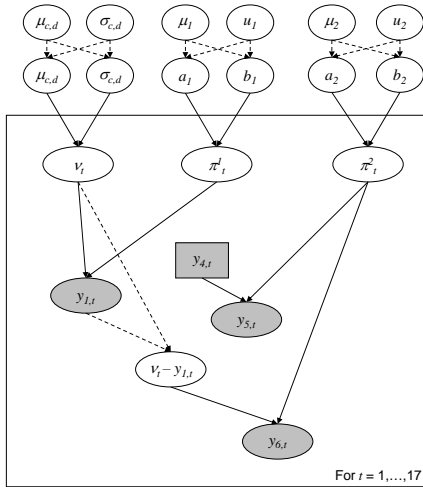 μc,d σc,d μ1 u1 μ2 u2
μc,d σc,d a1 b1 a2 b2
νt π1t π2t
y4,t
y1,t
y5,t
νt – y1,t
y6,t
For t = 1,…,17